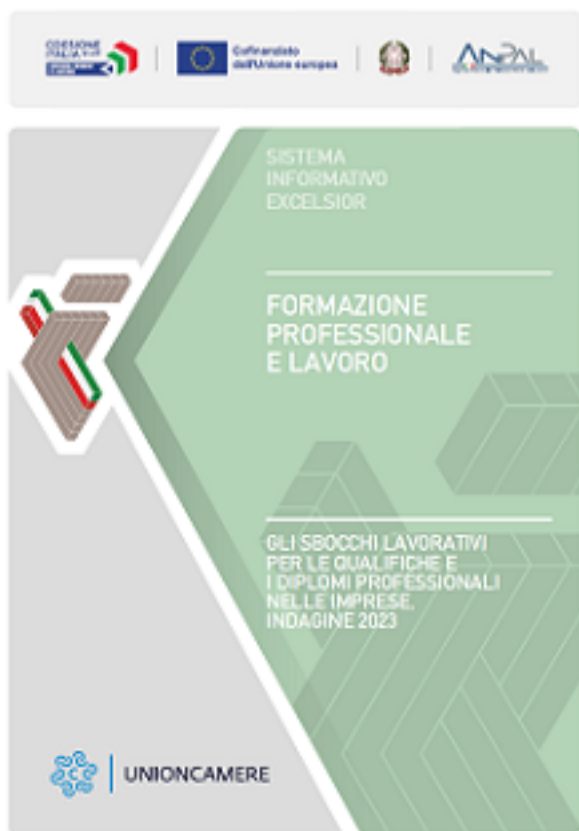 COESIONE
ITALIA
Cofinanziato
dall'Unione europea
ANPAL
SISTEMA
INFORMATIVO
EXCELSIOR
FORMAZIONE
PROFESSIONALE
E LAVORO
GLI SBOCCHI LAVORATIVI
PER LE QUALIFICHE E
I DIPLOMI PROFESSIONALI
NELLE IMPRESE.
INDAGINE 2023
UNIONCAMERE